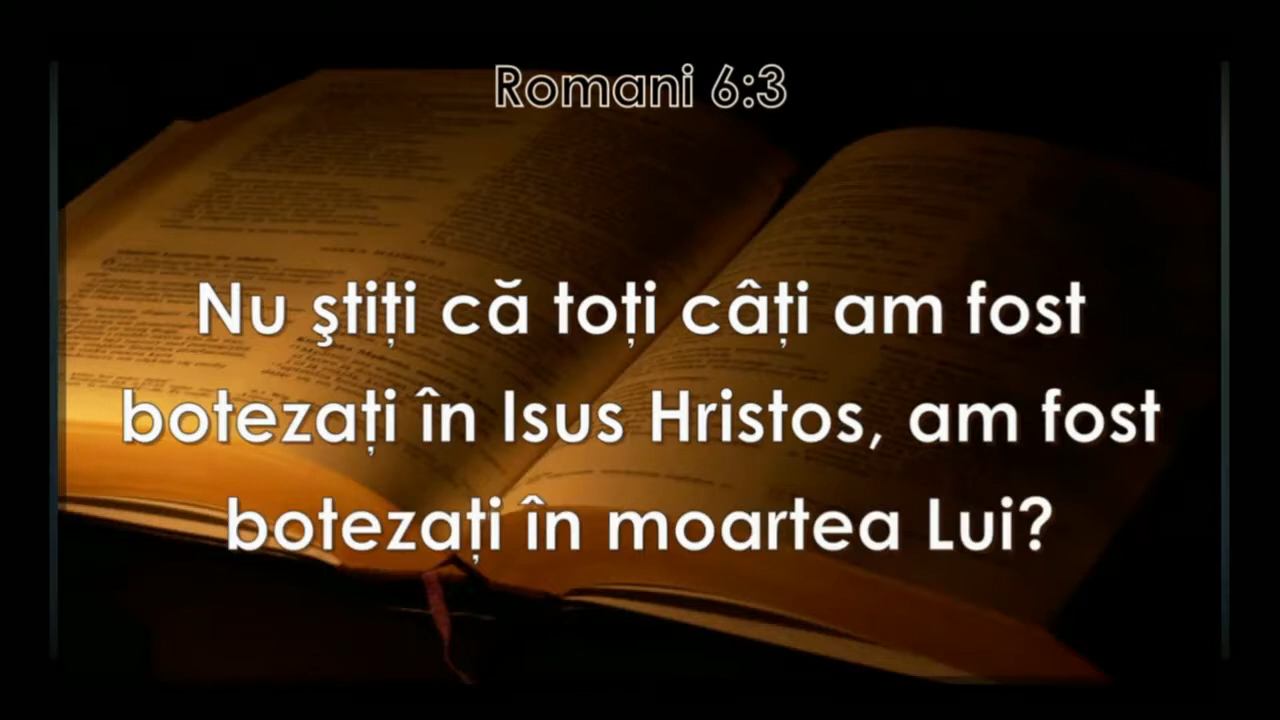 Romani 6:3
Nu ştiţi că toţi câţi am fost
botezaţi în Isus Hristos, am fost
botezaţi în moartea Lui?